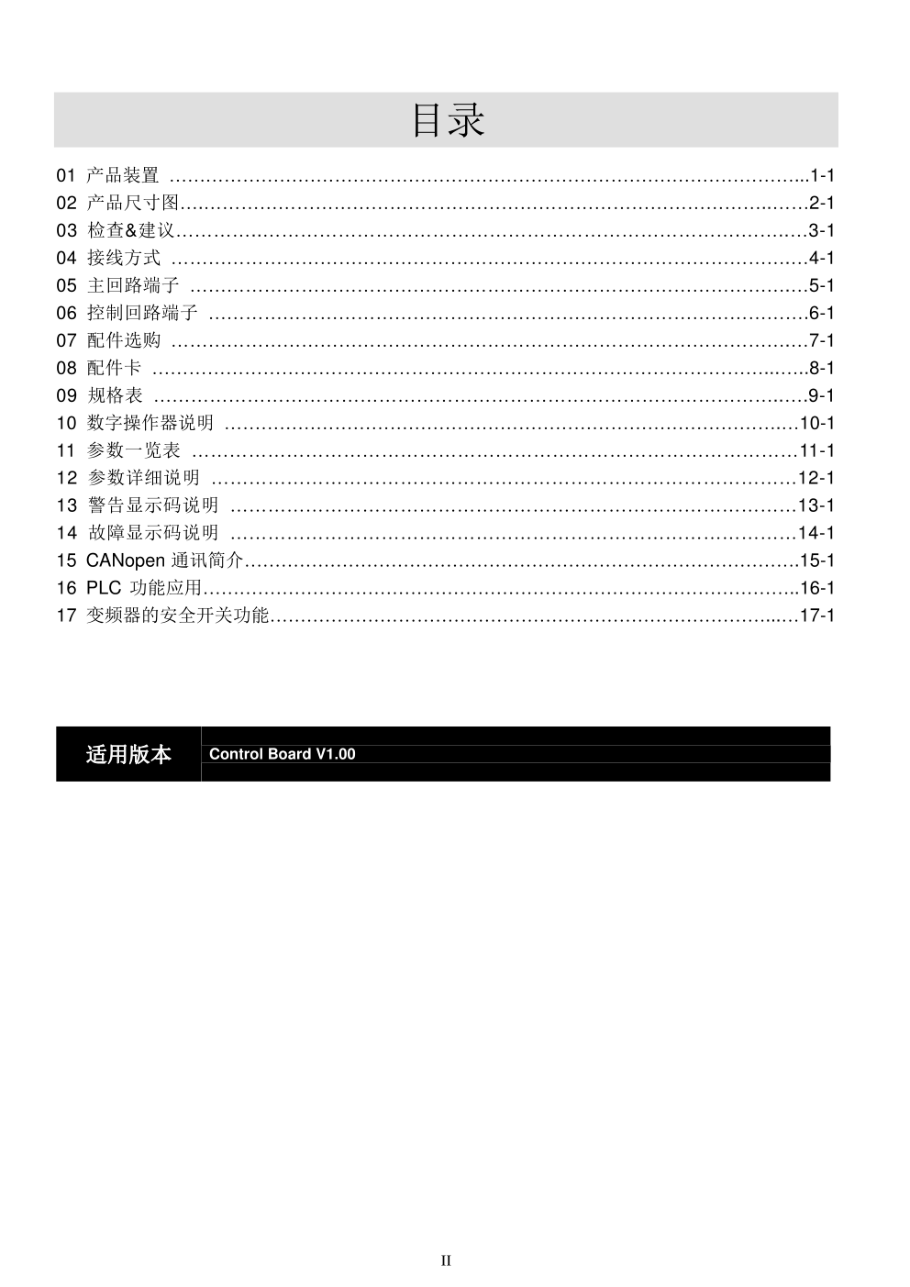 目录
01 产品装置 ……………………………………………………………………………………………..1-1
02 产品尺寸图….…………………………………………………………………………………..……2-1
03 检查&建议…………..…………………………………………………………………………….…3-1
04 接线方式 ……………………………………………………………………………………….……4-1
05 主回路端子 …………………………………………………………………………………….……5-1
06 控制回路端子 ………………………………………………………………………………….……6-1
07 配件选购 ……………………………………………………………………………………….……7-1
08 配件卡 ………………………………………………………………………………………...……8-1
09 规格表 ………………………………………………………………………………………..……9-1
10 数字操作器说明 ……………………………………………………………………………….…10-1
11 参数一览表 ……………………………………………………………………………………11-1
12 参数详细说明 …………………………………………………………………………………12-1
13 警告显示码说明 ………………………………………………………………………………13-1
14 故障显示码说明 ………………………………………………………………………………14-1
15 CANopen 通讯简介……………………………………………………………………………….15-1
16 PLC 功能应用……………………………………………………………………………………..16-1
17 变频器的安全开关功能………………………………………………………………………...…17-1
适用版本
Control Board V1.00
II